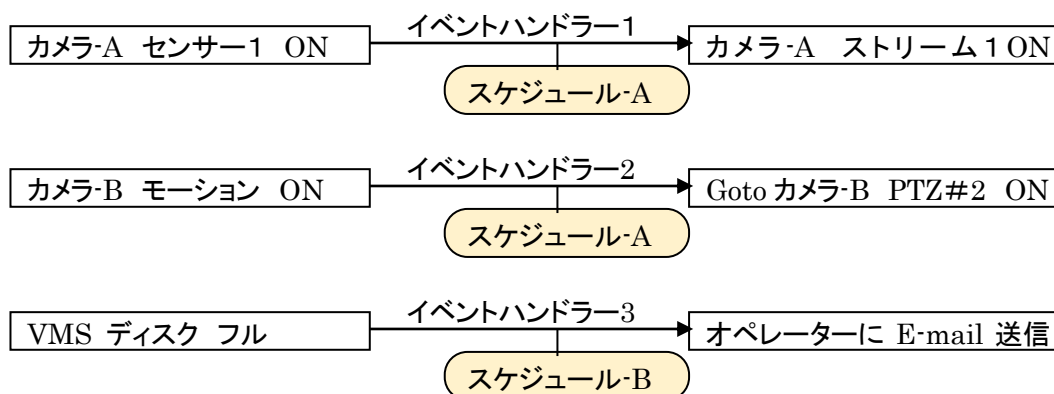 イベントハンドラー1
カメラ-A センサー1 ON
カメラ-A ストリーム1ON
スケジュール-A
イベントハンドラー2
カメラ-B モーション ON
Goto カメラ-B PTZ#2 ON
スケジュール-A
イベントハンドラー3
VMS ディスク フル
オペレーターに E-mail 送信
スケジュール-B